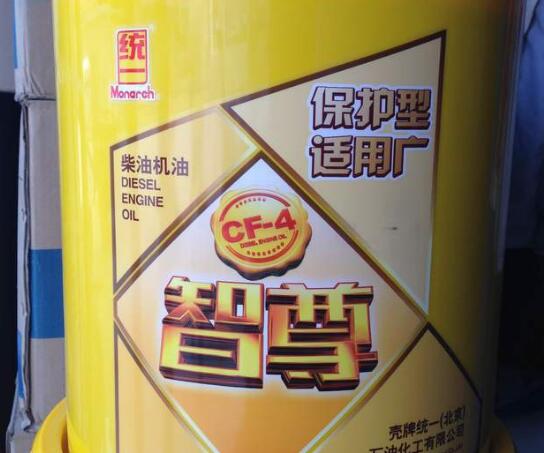 统一
Monarch
保护型
适用广
柴油机油
DIESEL
ENGINE
OIL
CF-4
DIESEL ENGINE OIL
智尊
壳牌统一(北京)
石油化工有限公司